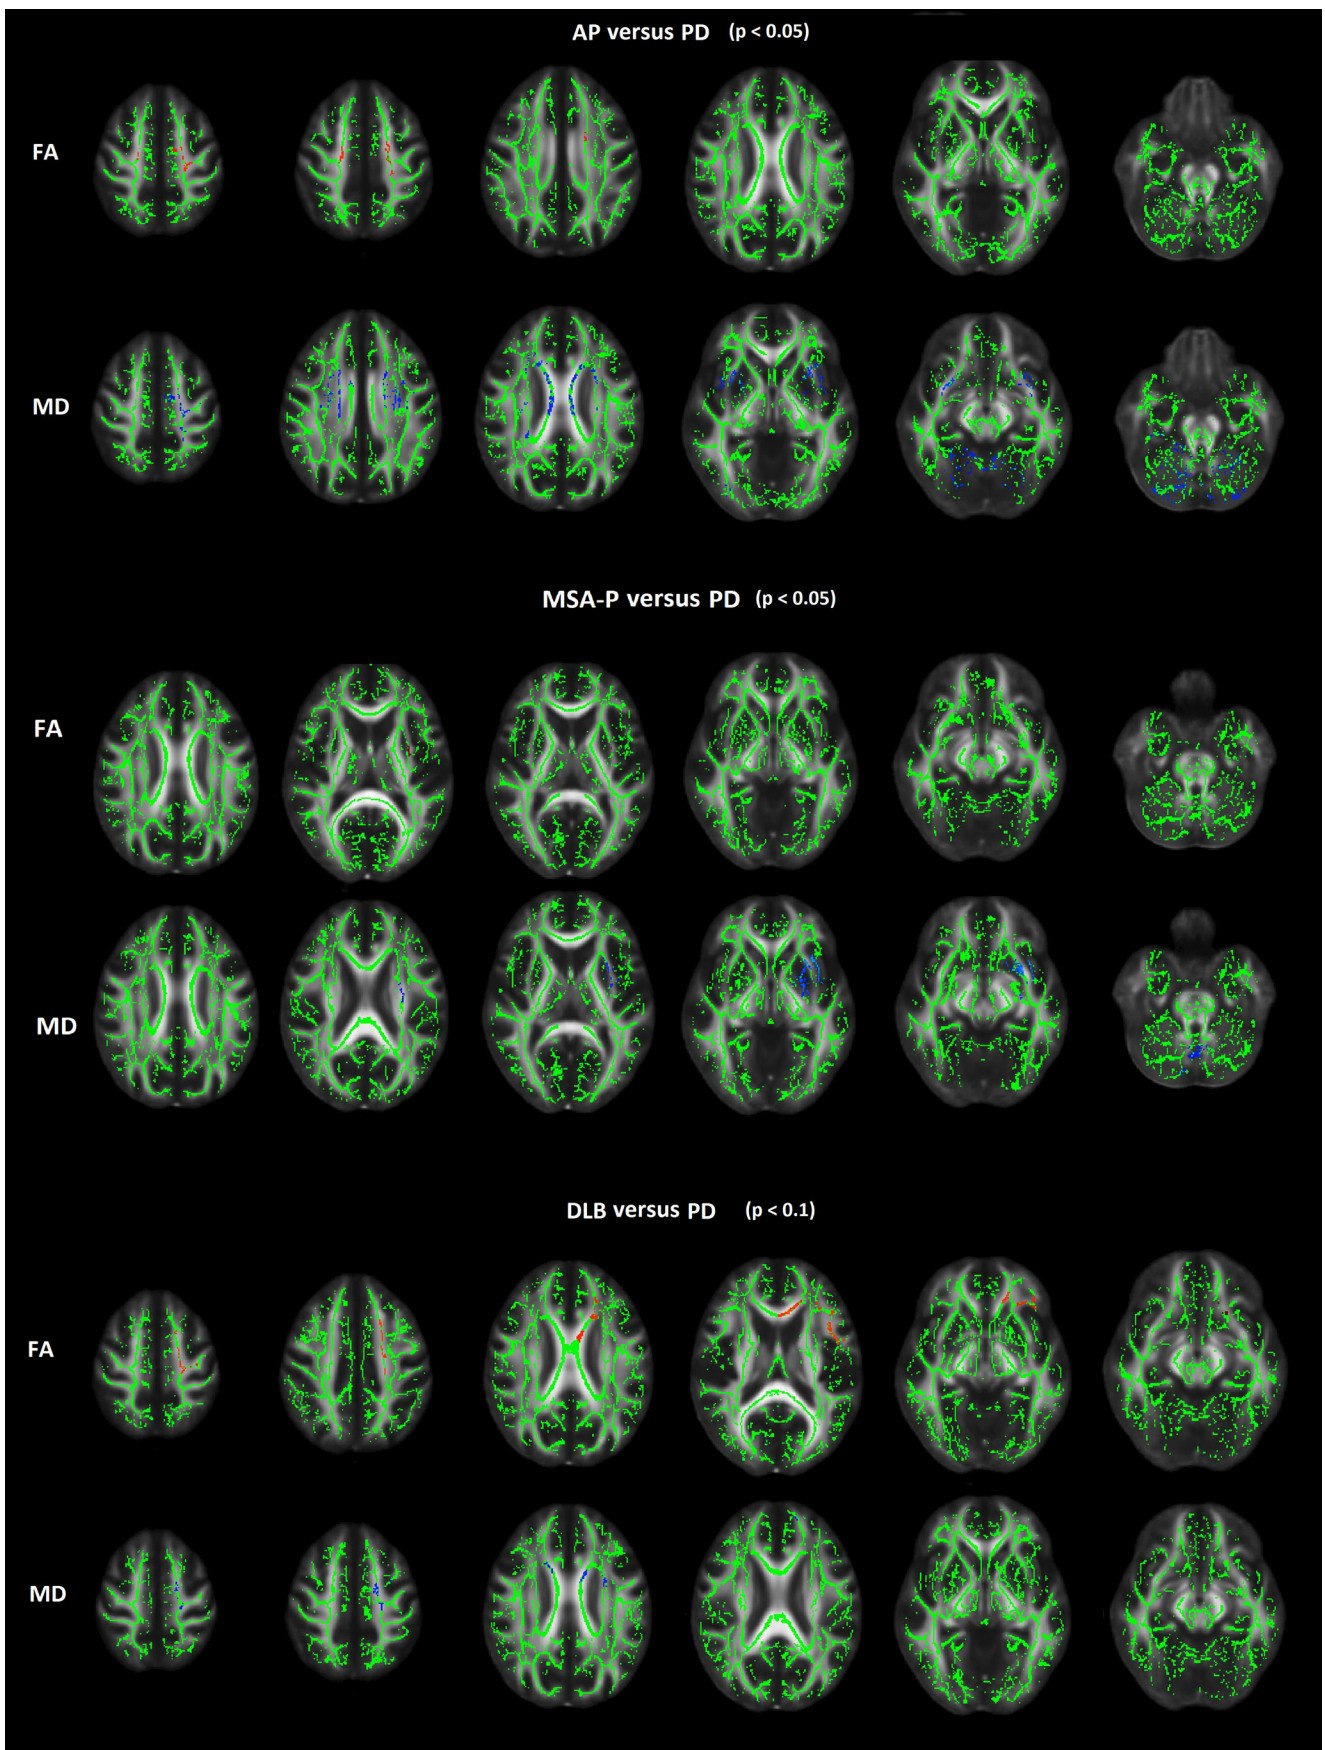 AP versus PD (p < 0.05)
FA
MD
MSA-P versus PD (p < 0.05)
FA
MD
DLB versus PD (p < 0.1)
FA
MD